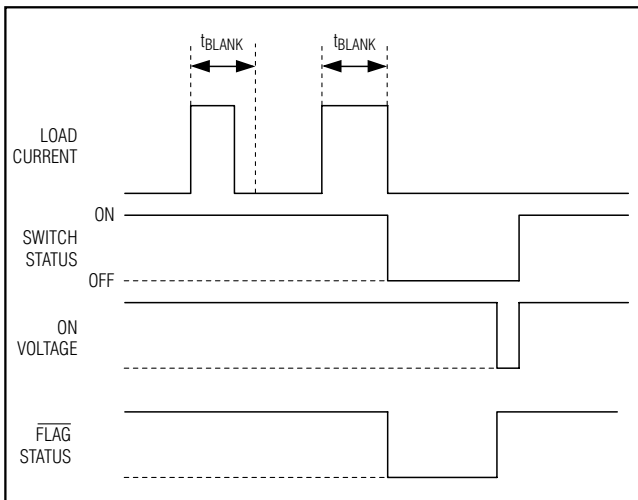 tBLANK tBLANK
LOAD
CURRENT
ON
SWITCH
STATUS
OFF
ON
VOLTAGE
FLAG
STATUS